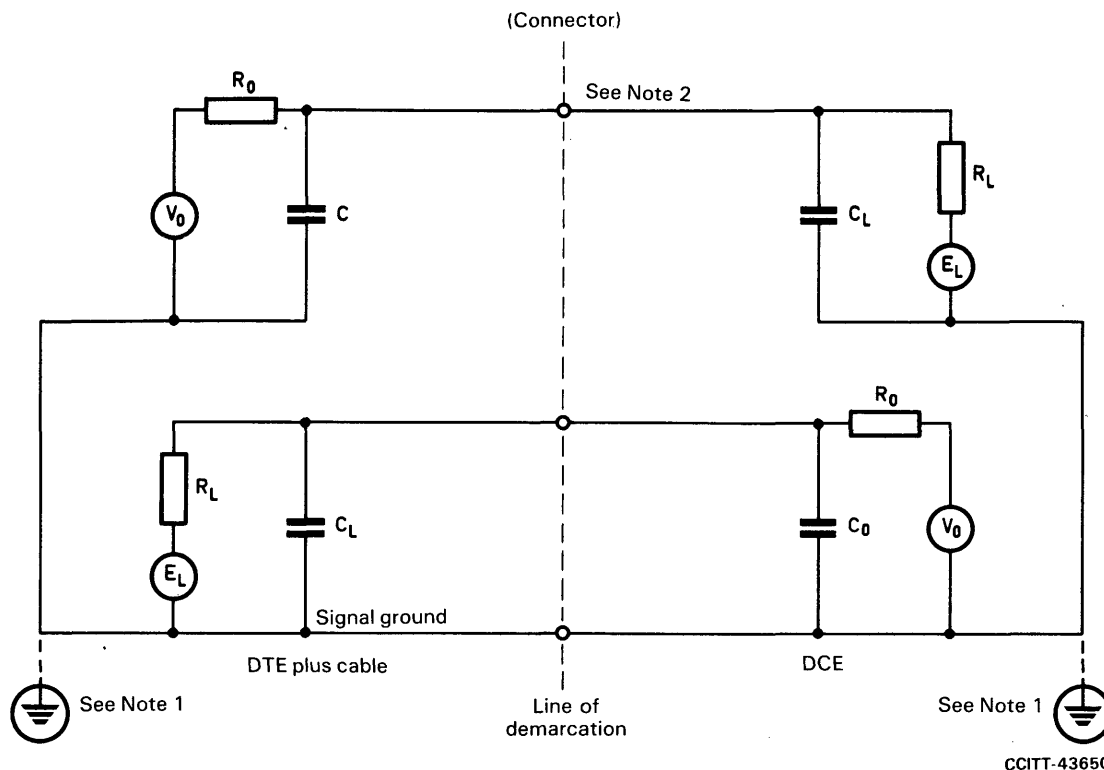 (Connector)
R0
See Note 2
V0
C
CL
RL
EL
R0
RL
CL
C0
V0
EL
Signal ground
DTE plus cable
DCE
See Note 1
Line of
demarcation
See Note 1
CCITT-43650